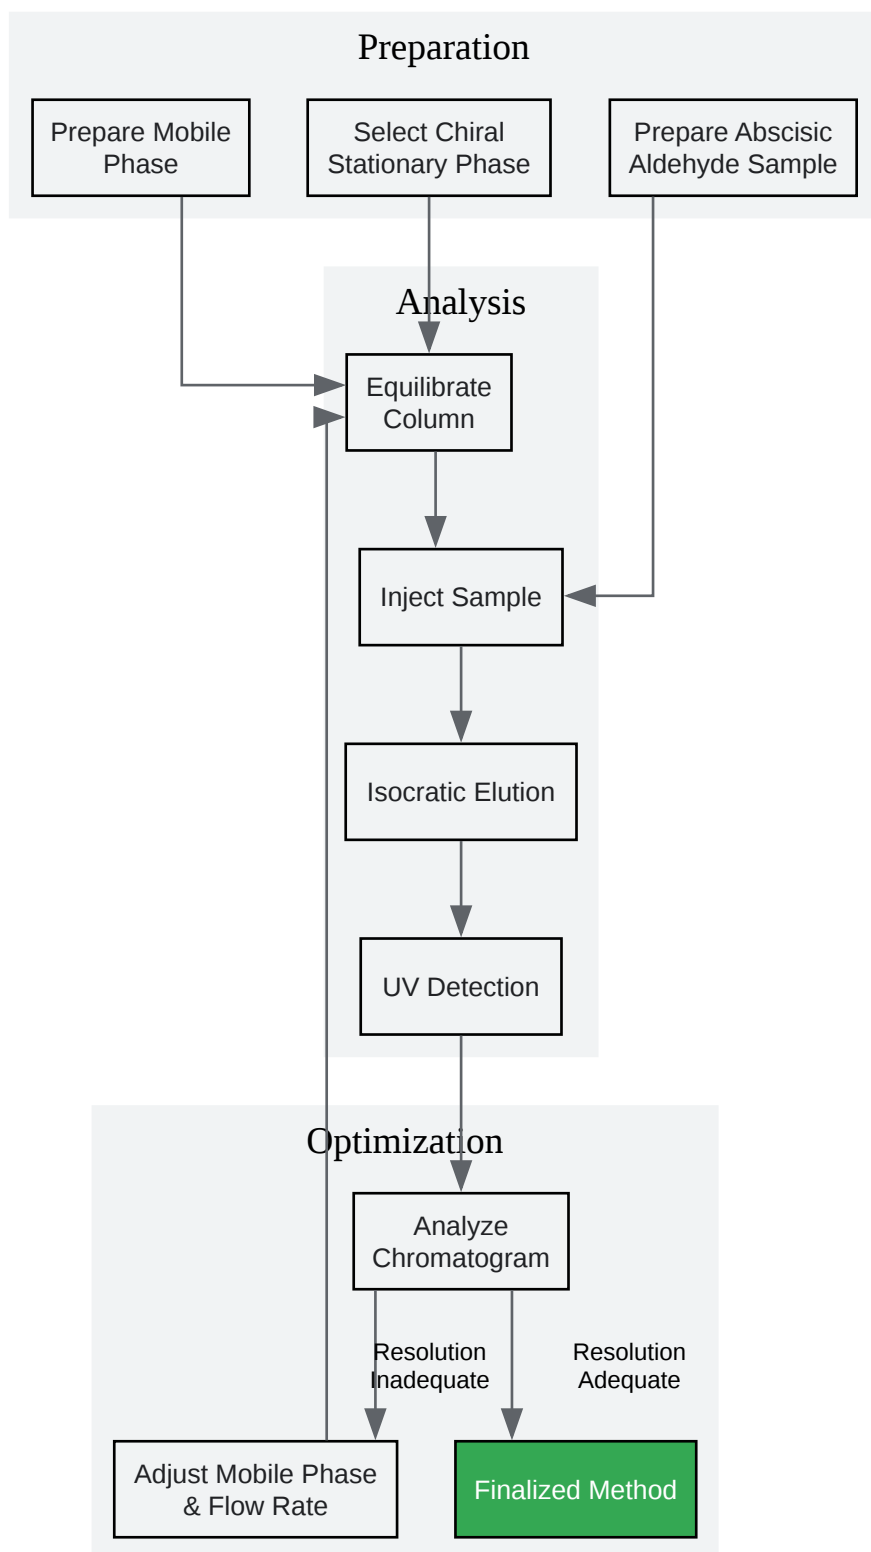 Preparation
Prepare Mobile
Phase
Select Chiral
Stationary Phase
Prepare Abscisic
Aldehyde Sample
Analysis
Equilibrate
Column
Inject Sample
Isocratic Elution
UV Detection
Optimization
Analyze
Chromatogram
Resolution
Inadequate
Resolution
Adequate
Adjust Mobile Phase
& Flow Rate
Finalized Method